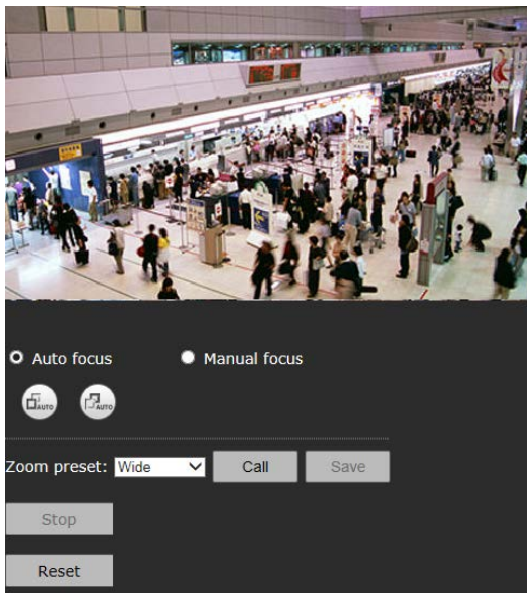 Auto focus
Manual focus
AUTO
AUTO
Zoom preset:
Wide
Call
Save
Stop
Reset